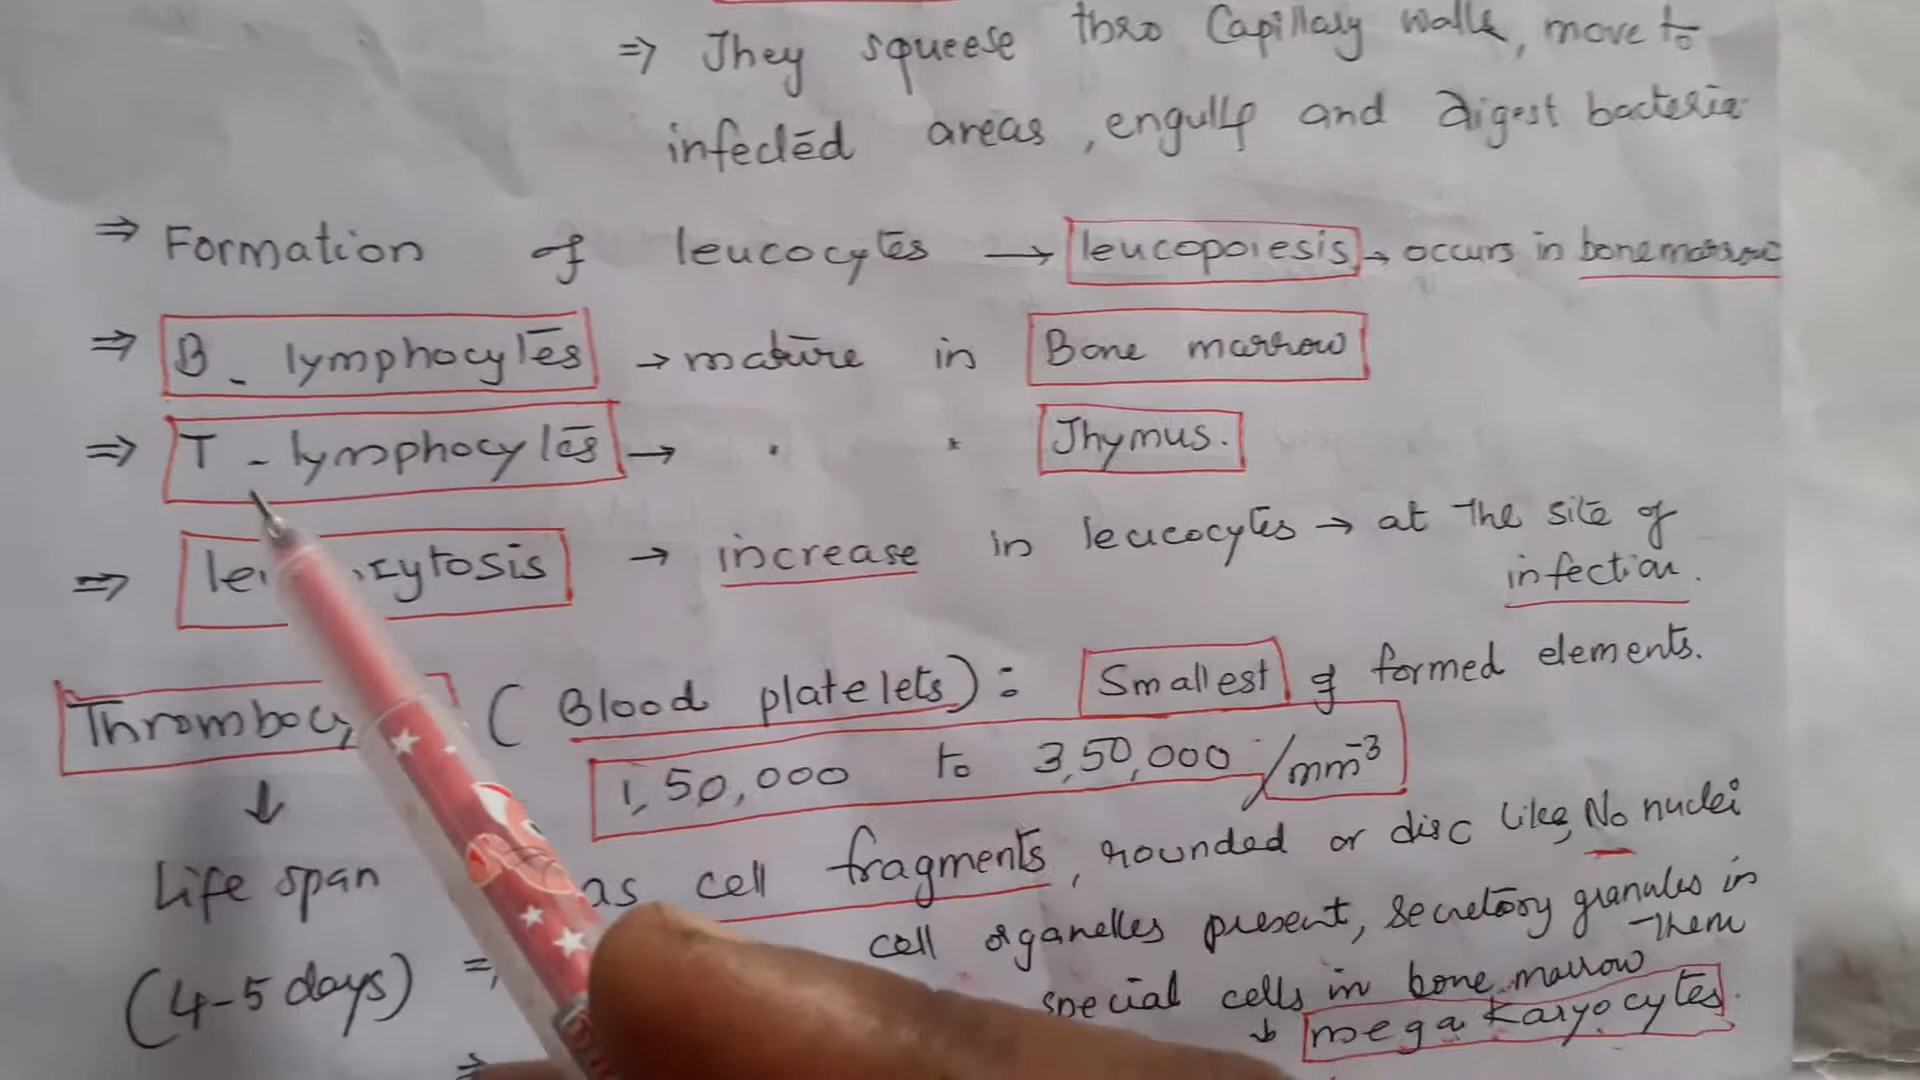 ⇒ They squeese thro Capillary walls, move to
infected areas, engulf and digest bacteria
⇒ Formation of leucocytes → leucopoiesis → occurs in bonemarrow
⇒ B - lymphocytes → mature in Bone marrow
⇒ T - lymphocytes → " " Thymus.
⇒ → increase in leucocytes → at the site of
infection.
(Blood platelets) : Smallest of formed elements.
1,50,000 to 3,50,000 /mm-3
↓
Life span
(4-5 days)
as cell fragments, rounded or disc like, No nuclei
cell organelles present, secretory granules in
them
special cells in bone marrow
↓ megakaryocytes.